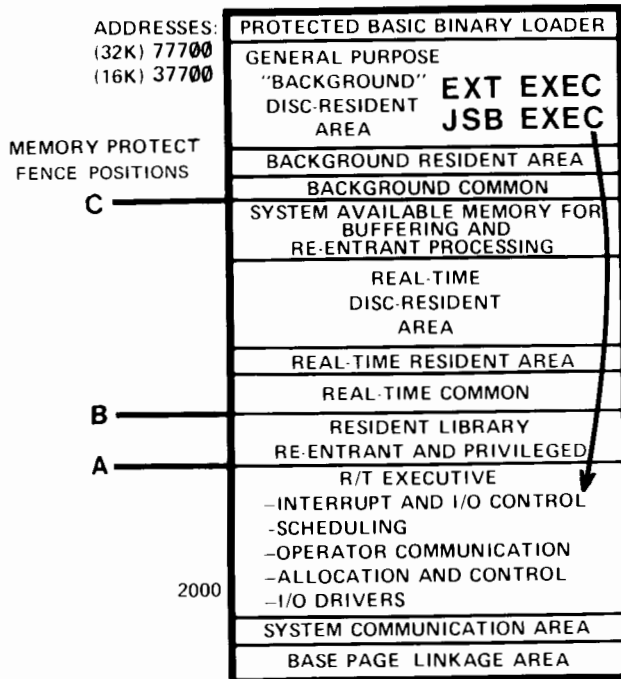 ADDRESSES:
(32K) 77700
(16K) 37700
PROTECTED BASIC BINARY LOADER
GENERAL PURPOSE
"BACKGROUND"
DISC-RESIDENT
AREA
EXT EXEC
JSB EXEC
MEMORY PROTECT
FENCE POSITIONS
BACKGROUND RESIDENT AREA
BACKGROUND COMMON
C
SYSTEM AVAILABLE MEMORY FOR
BUFFERING AND
RE-ENTRANT PROCESSING
REAL-TIME
DISC-RESIDENT
AREA
REAL-TIME RESIDENT AREA
REAL-TIME COMMON
B
RESIDENT LIBRARY
RE-ENTRANT AND PRIVILEGED
A
R/T EXECUTIVE
-INTERRUPT AND I/O CONTROL
-SCHEDULING
-OPERATOR COMMUNICATION
-ALLOCATION AND CONTROL
2000
-I/O DRIVERS
SYSTEM COMMUNICATION AREA
BASE PAGE LINKAGE AREA